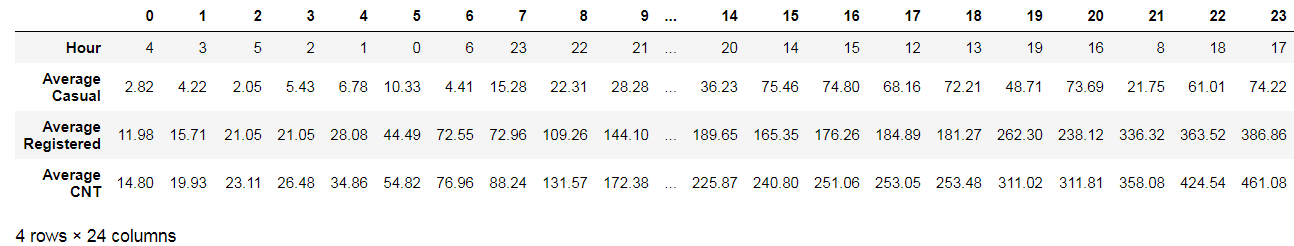 0 1 2 3 4 5 6 7 8 9 ... 14 15 16 17 18 19 20 21 22 23
Hour 4 3 5 2 1 0 6 23 22 21 ... 20 14 15 12 13 19 16 8 18 17
Average
Casual 2.82 4.22 2.05 5.43 6.78 10.33 4.41 15.28 22.31 28.28 ... 36.23 75.46 74.80 68.16 72.21 48.71 73.69 21.75 61.01 74.22
Average
Registered 11.98 15.71 21.05 21.05 28.08 44.49 72.55 72.96 109.26 144.10 ... 189.65 165.35 176.26 184.89 181.27 262.30 238.12 336.32 363.52 386.86
Average
CNT 14.80 19.93 23.11 26.48 34.86 54.82 76.96 88.24 131.57 172.38 ... 225.87 240.80 251.06 253.05 253.48 311.02 311.81 358.08 424.54 461.08
4 rows × 24 columns